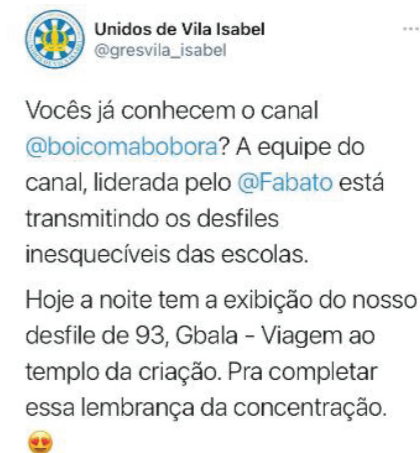 Unidos de Vila Isabel
@gresvila_isabel
Vocês já conhecem o canal
@boicomabobora? A equipe do
canal, liderada pelo @Fabato está
transmitindo os desfiles
inesquecíveis das escolas.
Hoje a noite tem a exibição do nosso
desfile de 93, Gbala - Viagem ao
templo da criação. Pra completar
essa lembrança da concentração.
😍